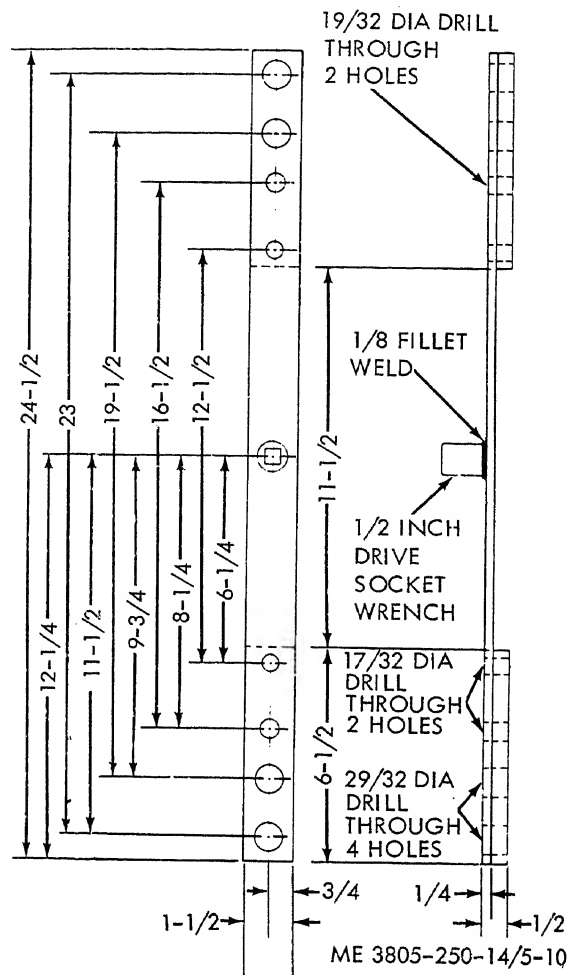 19/32 DIA DRILL
THROUGH
2 HOLES
24-1/2
23
19-1/2
16-1/2
12-1/2
12-1/4
11-1/2
9-3/4
8-1/4
6-1/4
11-1/2
1/8 FILLET
WELD
1/2 INCH
DRIVE
SOCKET
WRENCH
6-1/2
17/32 DIA
DRILL
THROUGH
2 HOLES
29/32 DIA
DRILL
THROUGH
4 HOLES
3/4
1-1/2
1/4
1/2
ME 3805-250-14/5-10